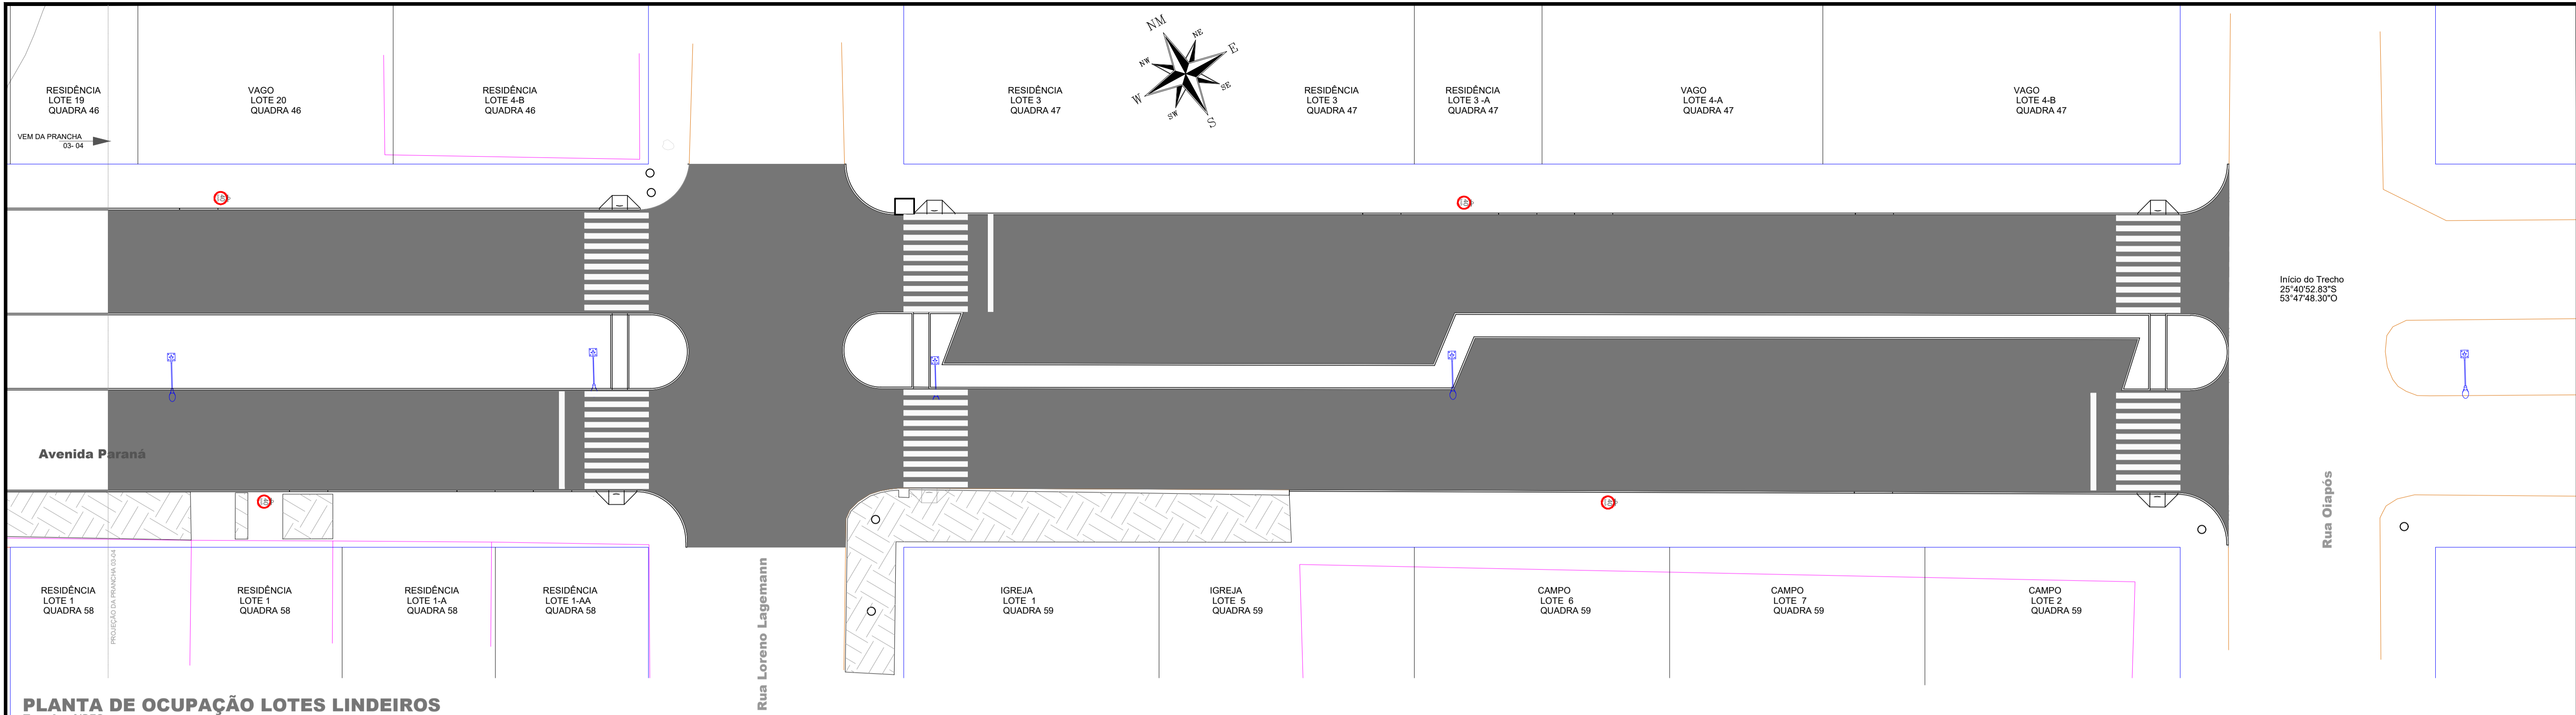 NM
NE
E
SE
S
SW
W
NW
RESIDÊNCIA
LOTE 19
QUADRA 46
VAGO
LOTE 20
QUADRA 46
RESIDÊNCIA
LOTE 4-B
QUADRA 46
RESIDÊNCIA
LOTE 3
QUADRA 47
RESIDÊNCIA
LOTE 3
QUADRA 47
RESIDÊNCIA
LOTE 3 -A
QUADRA 47
VAGO
LOTE 4-A
QUADRA 47
VAGO
LOTE 4-B
QUADRA 47
VEM DA PRANCHA
03- 04
Início do Trecho
25°40'52.83"S
53°47'48.30"O
Avenida Paraná
Rua Oiapós
PROJEÇÃO DA PRANCHA 03-04
Rua Loreno Lagemann
RESIDÊNCIA
LOTE 1
QUADRA 58
RESIDÊNCIA
LOTE 1
QUADRA 58
RESIDÊNCIA
LOTE 1-A
QUADRA 58
RESIDÊNCIA
LOTE 1-AA
QUADRA 58
IGREJA
LOTE 1
QUADRA 59
IGREJA
LOTE 5
QUADRA 59
CAMPO
LOTE 6
QUADRA 59
CAMPO
LOTE 7
QUADRA 59
CAMPO
LOTE 2
QUADRA 59
PLANTA DE OCUPAÇÃO LOTES LINDEIROS